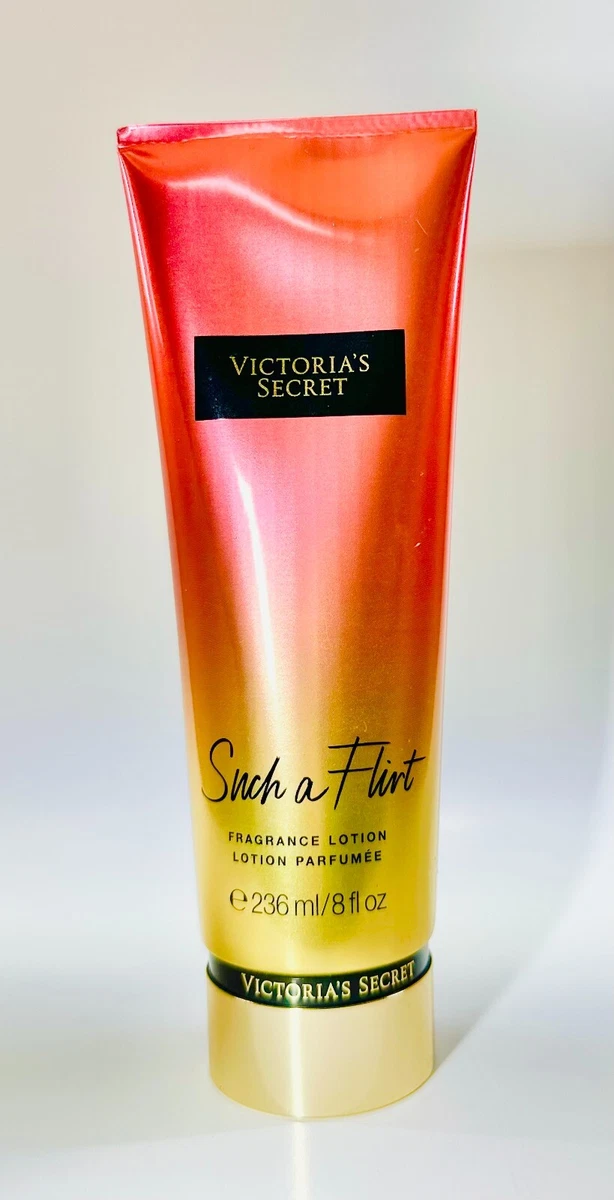 VICTORIA'S
SECRET
Such a Flirt
FRAGRANCE LOTION
LOTION PARFUMÉE
℮ 236 ml/8 fl oz
VICTORIA'S SECRET